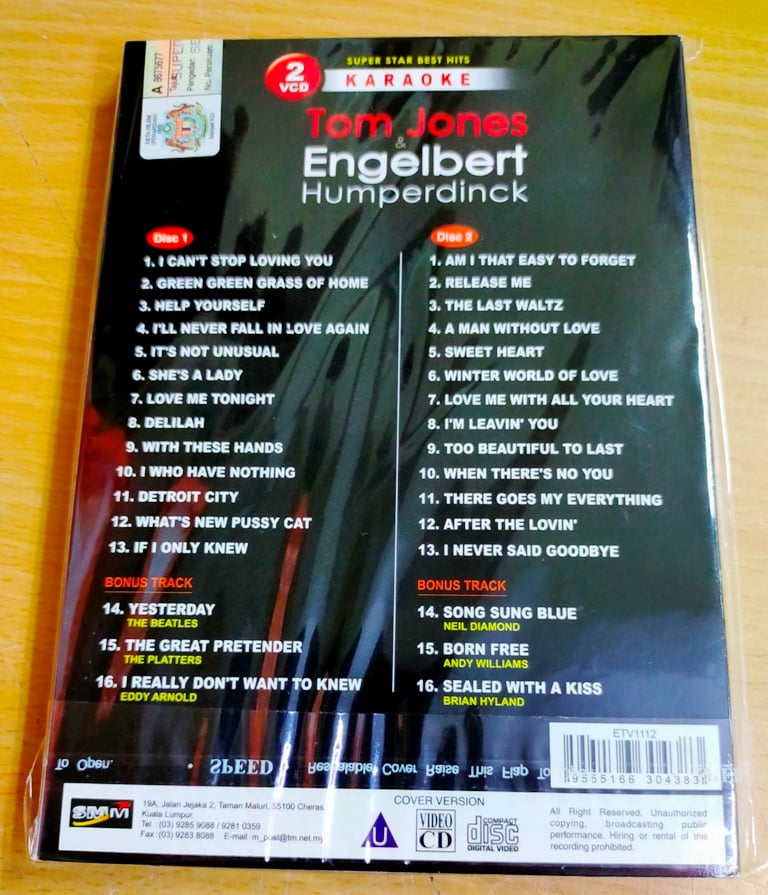 A 8675677
SUPER
Pengedar: SE
2
VCD
SUPER STAR BEST HITS
KARAOKE
Tom Jones
&
Engelbert
Humperdinck
Disc 1
1. I CAN'T STOP LOVING YOU
2. GREEN GREEN GRASS OF HOME
3. HELP YOURSELF
4. I'LL NEVER FALL IN LOVE AGAIN
5. IT'S NOT UNUSUAL
6. SHE'S A LADY
7. LOVE ME TONIGHT
8. DELILAH
9. WITH THESE HANDS
10. I WHO HAVE NOTHING
11. DETROIT CITY
12. WHAT'S NEW PUSSY CAT
13. IF I ONLY KNEW
BONUS TRACK
14. YESTERDAY
THE BEATLES
15. THE GREAT PRETENDER
THE PLATTERS
16. I REALLY DON'T WANT TO KNEW
EDDY ARNOLD
Disc 2
1. AM I THAT EASY TO FORGET
2. RELEASE ME
3. THE LAST WALTZ
4. A MAN WITHOUT LOVE
5. SWEET HEART
6. WINTER WORLD OF LOVE
7. LOVE ME WITH ALL YOUR HEART
8. I'M LEAVIN' YOU
9. TOO BEAUTIFUL TO LAST
10. WHEN THERE'S NO YOU
11. THERE GOES MY EVERYTHING
12. AFTER THE LOVIN'
13. I NEVER SAID GOODBYE
BONUS TRACK
14. SONG SUNG BLUE
NEIL DIAMOND
15. BORN FREE
ANDY WILLIAMS
16. SEALED WITH A KISS
BRIAN HYLAND
To Open. • SPEED • Resealable Cover Raise This Flap To
ETV1112
9555166 304383
SMM
19A, Jalan Jejaka 2, Taman Maluri, 55100 Cheras
Kuala Lumpur.
Tel : (03) 9285 9088 / 9281 0359
Fax : (03) 9283 8088 E-mail : m_post@tm.net.my
COVER VERSION
U
VIDEO
CD
COMPACT
disc
DIGITAL VIDEO
All Right Reserved. Unauthorized
copying, broadcasting public
performance. Hiring or rental of this
recording prohibited.